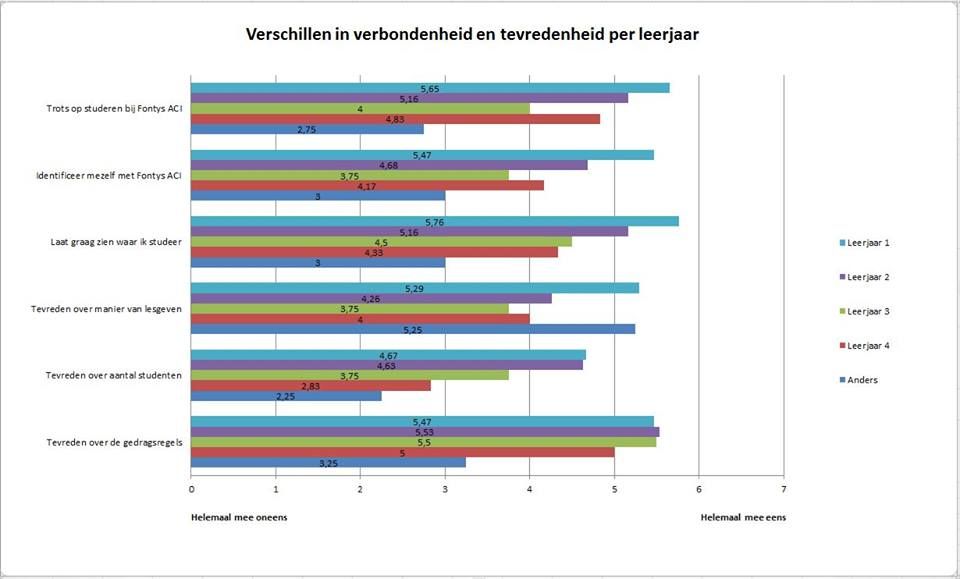 Verschillen in verbondenheid en tevredenheid per leerjaar
Trots op studeren bij Fontys ACI
5,65
5,16
4
4,83
2,75
Identificeer mezelf met Fontys ACI
5,47
4,68
3,75
4,17
3
Laat graag zien waar ik studeer
5,76
5,16
4,5
4,33
3
Tevreden over manier van lesgeven
5,29
4,26
3,75
4
5,25
Tevreden over aantal studenten
4,67
4,63
3,75
2,83
2,25
Tevreden over de gedragsregels
5,47
5,53
5,5
5
3,25
0 1 2 3 4 5 6 7
Helemaal mee oneens Helemaal mee eens
Leerjaar 1
Leerjaar 2
Leerjaar 3
Leerjaar 4
Anders